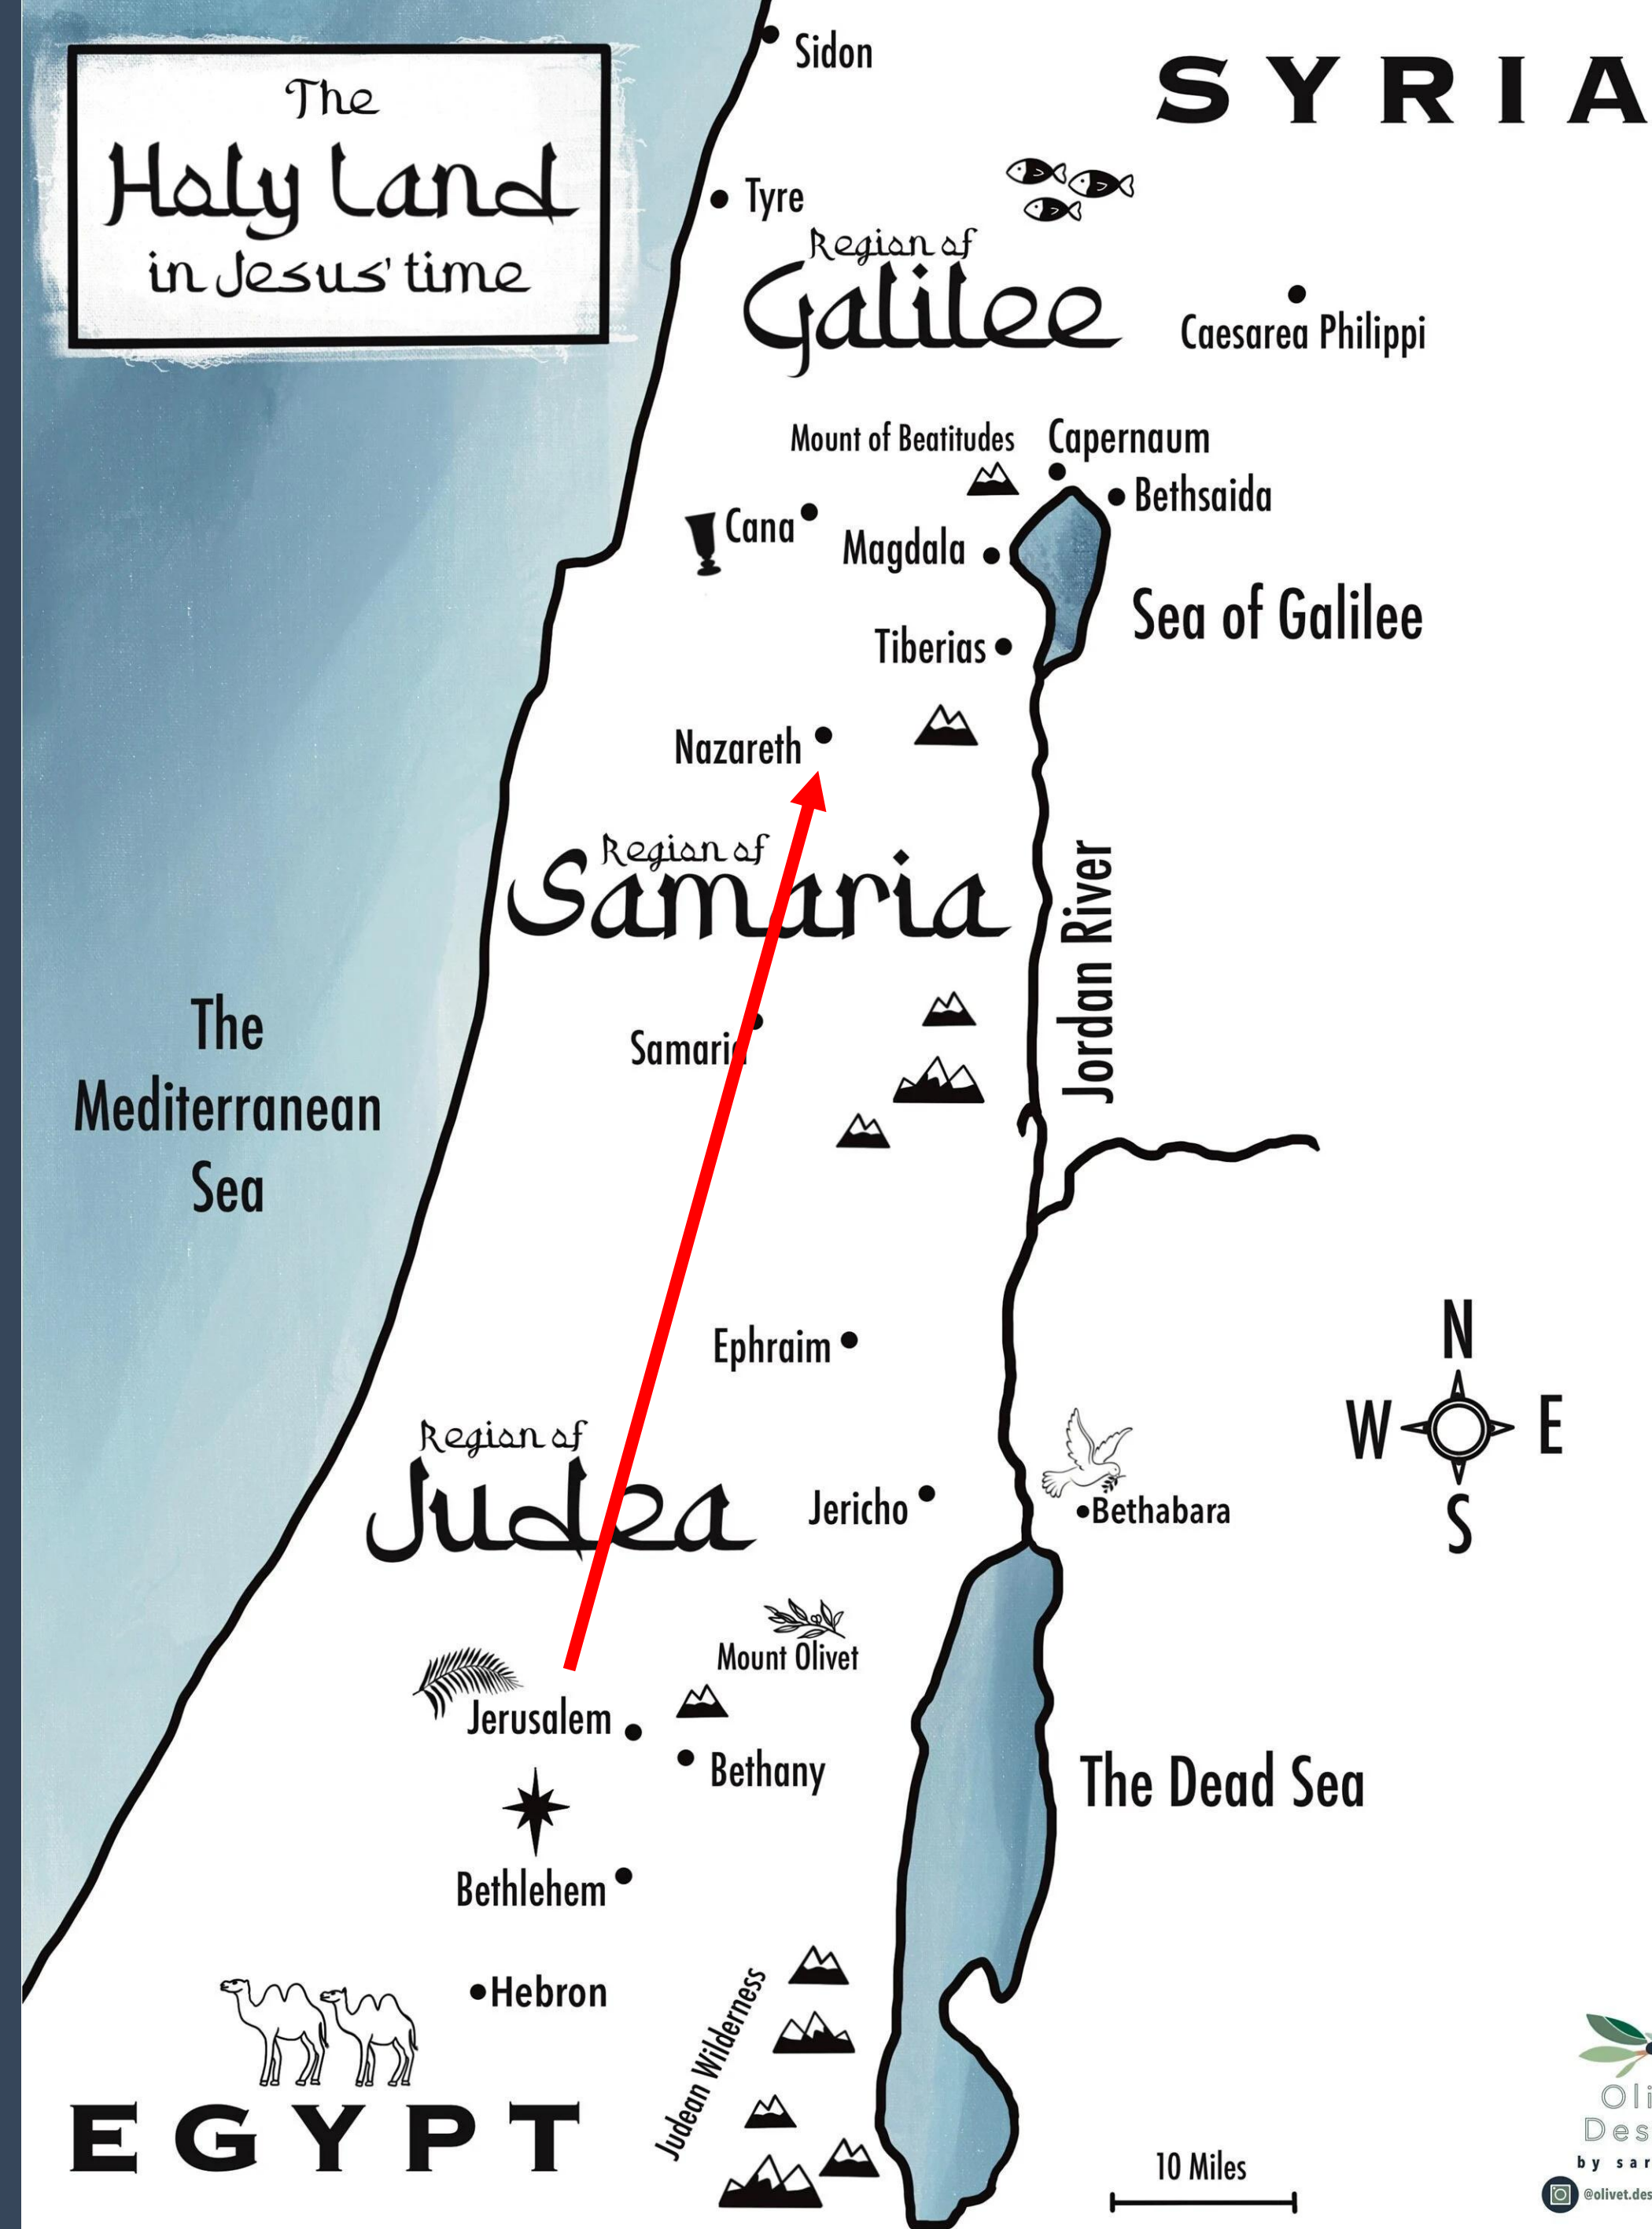 The
Holy Land
in Jesus' time
Sidon
SYRIA
Tyre
Region of
Galilee
Caesarea Philippi
Mount of Beatitudes
Capernaum
Bethsaida
Cana
Magdala
Sea of Galilee
Tiberias
Nazareth
Region of
Samaria
Jordan River
The
Mediterranean
Sea
Samaria
Ephraim
N
W
E
S
Region of
Judea
Jericho
Bethabara
Mount Olivet
Jerusalem
Bethany
The Dead Sea
Bethlehem
Hebron
Judean Wilderness
EGYPT
10 Miles
by